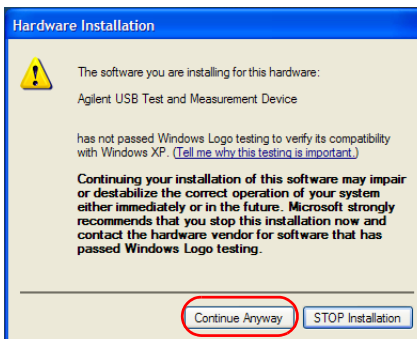 Hardware Installation
The software you are installing for this hardware:
Agilent USB Test and Measurement Device
has not passed Windows Logo testing to verify its compatibility
with Windows XP. (Tell me why this testing is important.)
Continuing your installation of this software may impair
or destabilize the correct operation of your system
either immediately or in the future. Microsoft strongly
recommends that you stop this installation now and
contact the hardware vendor for software that has
passed Windows Logo testing.
Continue Anyway STOP Installation